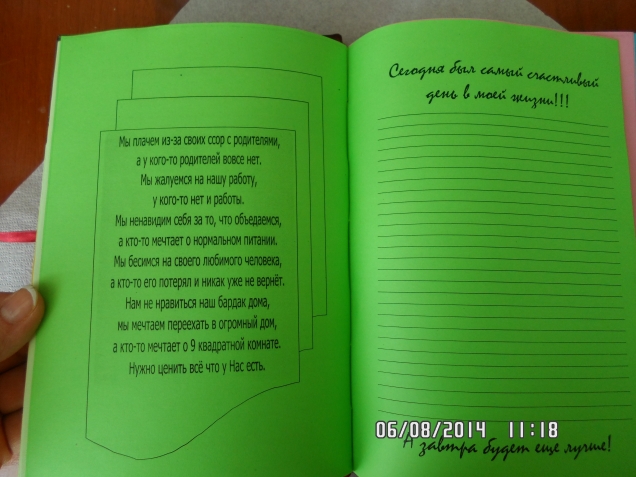 Мы плачем из-за своих ссор с родителями,
а у кого-то родителей вовсе нет.
Мы жалуемся на нашу работу,
у кого-то нет и работы.
Мы ненавидим себя за то, что объедаемся,
а кто-то мечтает о нормальном питании.
Мы бесимся на своего любимого человека,
а кто-то его потерял и никак уже не вернёт.
Нам не нравиться наш бардак дома,
мы мечтаем переехать в огромный дом,
а кто-то мечтает о 9 квадратной комнате.
Нужно ценить всё что у Нас есть.
Сегодня был самый счастливый
день в моей жизни!!!
А завтра будет еще лучше!
06/08/2014 11:18